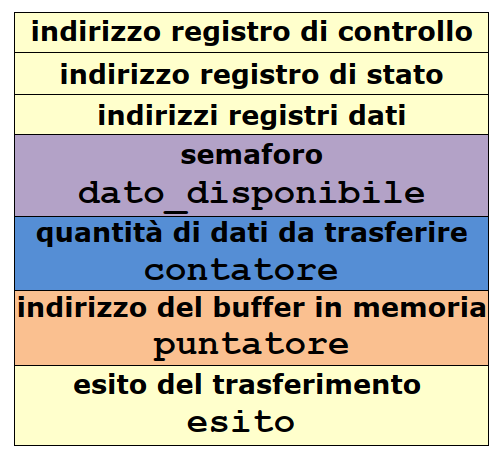 indirizzo registro di controllo
indirizzo registro di stato
indirizzi registri dati
semaforo
dato_disponibile
quantità di dati da trasferire
contatore
indirizzo del buffer in memoria
puntatore
esito del trasferimento
esito